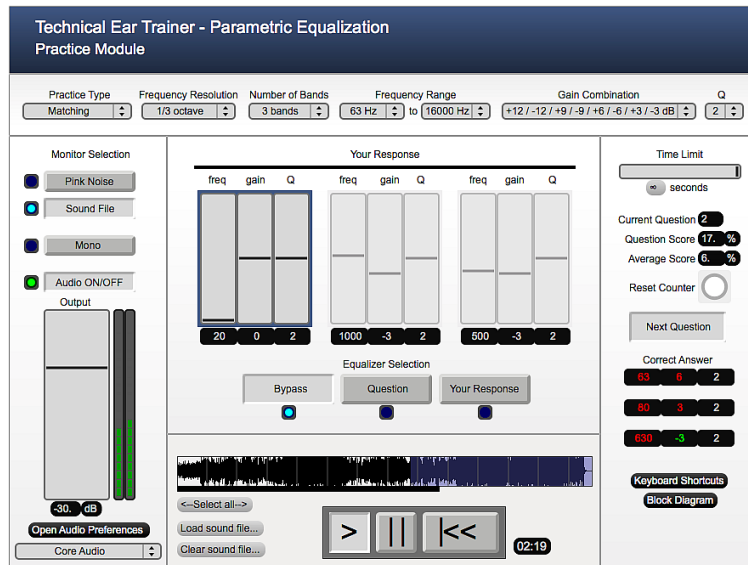 Technical Ear Trainer - Parametric Equalization
Practice Module
Practice Type Frequency Resolution Number of Bands Frequency Range Gain Combination Q
Matching 1/3 octave 3 bands 63 Hz to 16000 Hz +12 / -12 / +9 / -9 / +6 / -6 / +3 / -3 dB 2
Monitor Selection
Pink Noise
Sound File
Mono
Audio ON/OFF
Output
-30. dB
Open Audio Preferences
Core Audio
Your Response
freq gain Q freq gain Q freq gain Q
20 0 2 1000 -3 2 500 -3 2
Equalizer Selection
Bypass Question Your Response
<--Select all-->
Load sound file...
Clear sound file...
> || |<<
02:19
Time Limit
∞ seconds
Current Question 2
Question Score 17. %
Average Score 6. %
Reset Counter
Next Question
Correct Answer
63 6 2
80 3 2
630 -3 2
Keyboard Shortcuts
Block Diagram